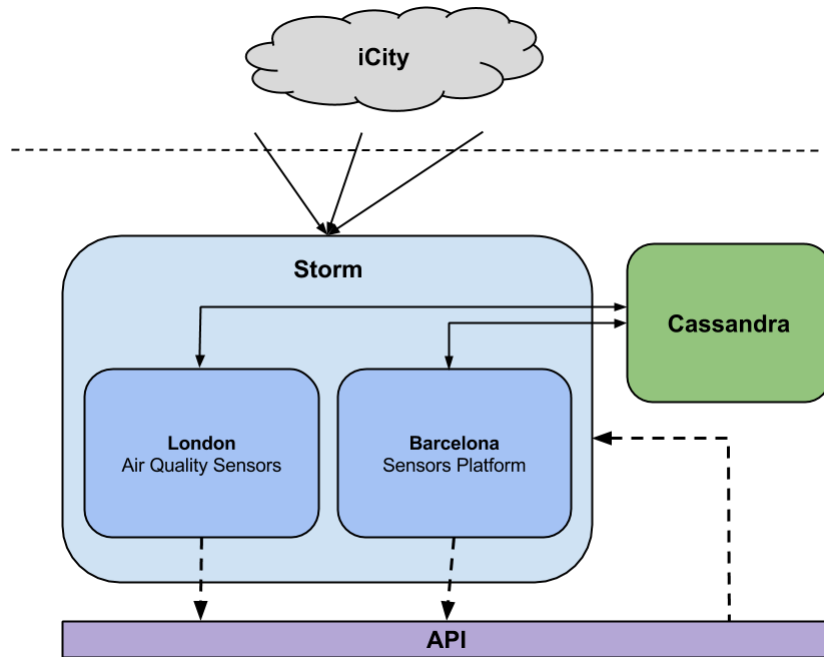 iCity
Storm
Cassandra
London
Air Quality Sensors
Barcelona
Sensors Platform
API